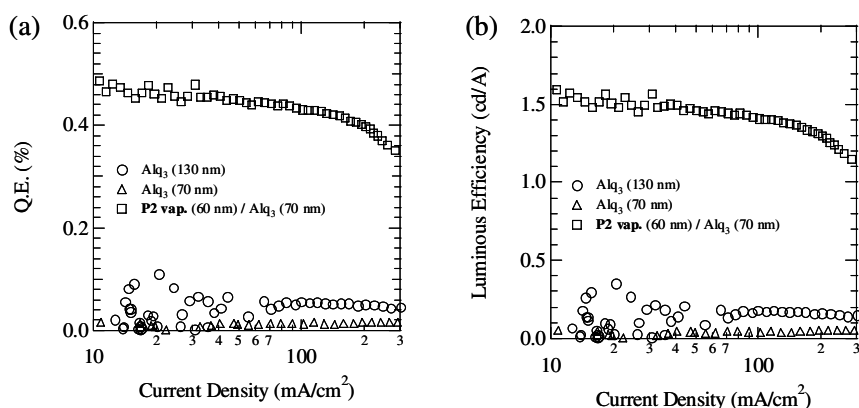 (a)
0.6
0.4
0.2
0.0
Q.E. (%)
Alq3 (130 nm)
Alq3 (70 nm)
P2 vap. (60 nm) / Alq3 (70 nm)
10
2
3
4
5
6
7
100
2
3
Current Density (mA/cm2)
(b)
2.0
1.5
1.0
0.5
0.0
Luminous Efficiency (cd/A)
Alq3 (130 nm)
Alq3 (70 nm)
P2 vap. (60 nm) / Alq3 (70 nm)
10
2
3
4
5
6
7
100
2
3
Current Density (mA/cm2)